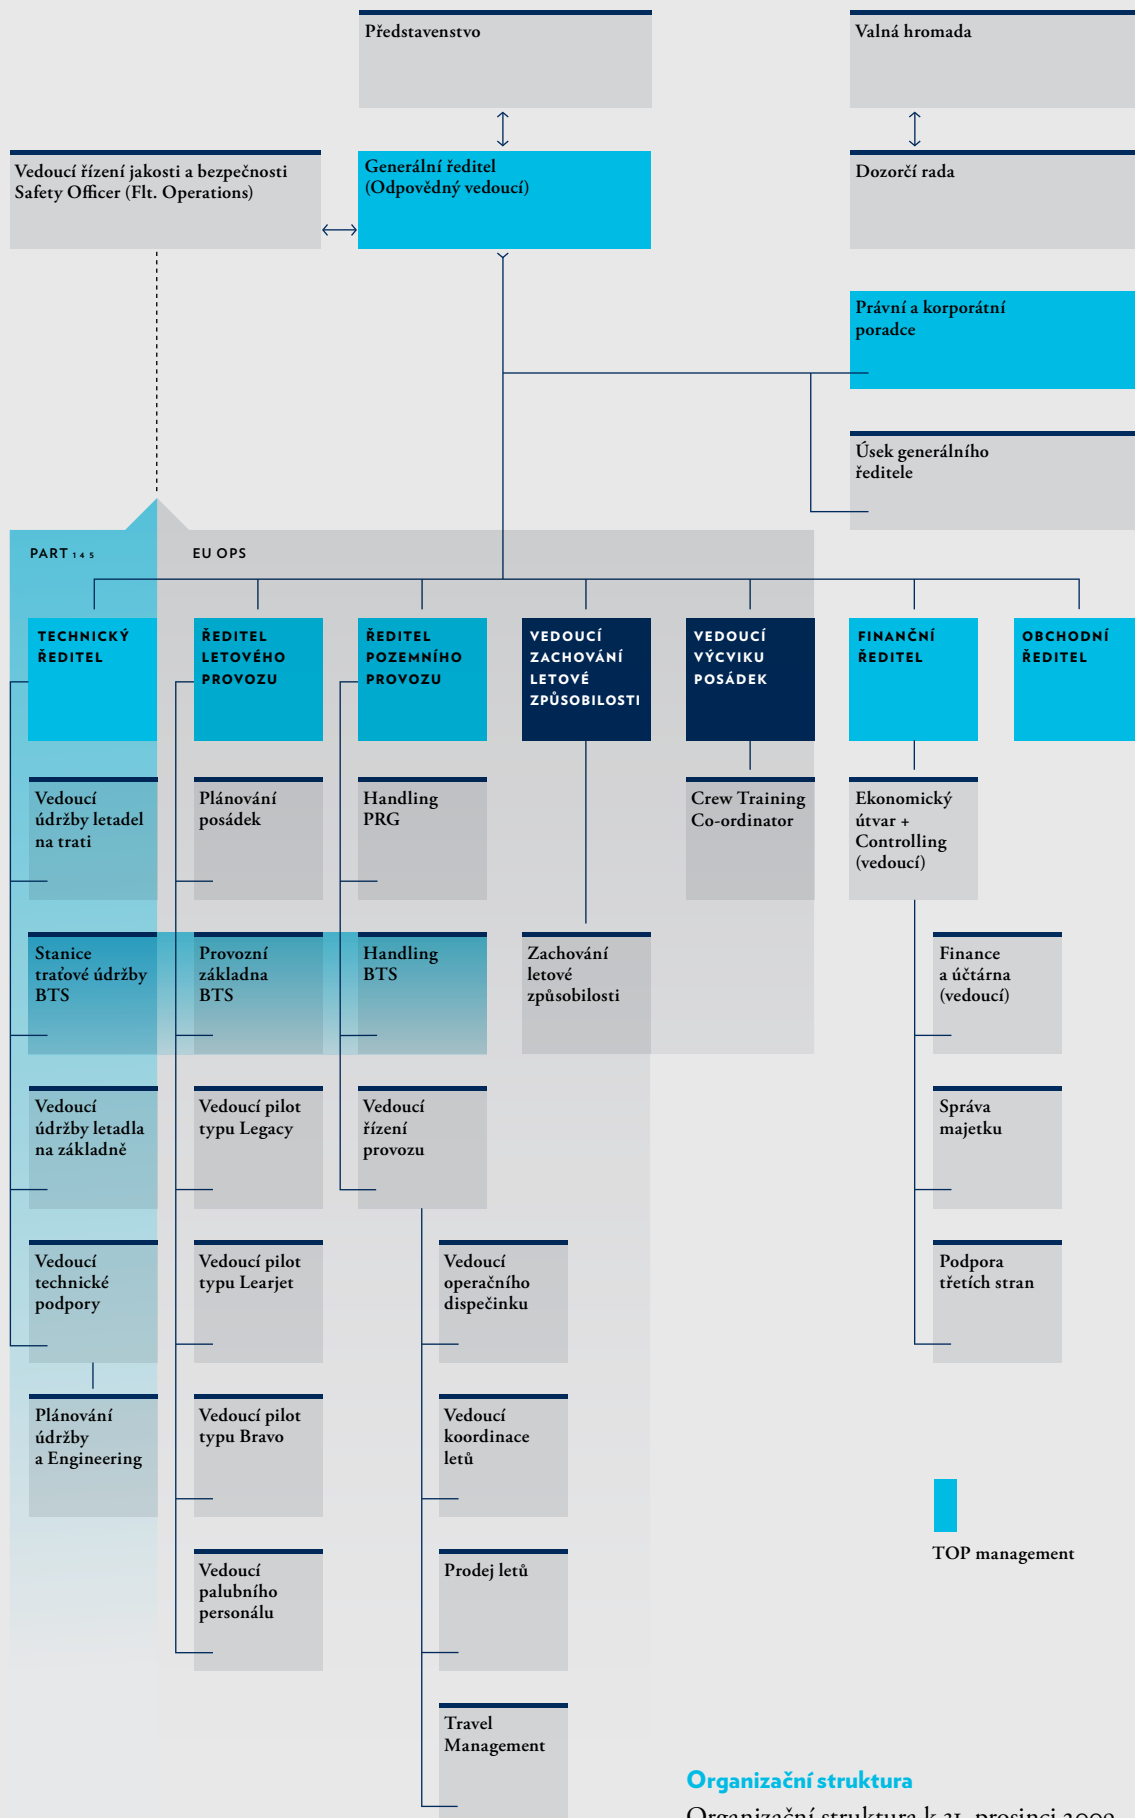 Představenstvo
Valná hromada
Vedoucí řízení jakosti a bezpečnosti
Safety Officer (Flt. Operations)
Generální ředitel
(Odpovědný vedoucí)
Dozorčí rada
Právní a korporátní
poradce
Úsek generálního
ředitele
PART 145
EU OPS
TECHNICKÝ
ŘEDITEL
ŘEDITEL
LETOVÉHO
PROVOZU
ŘEDITEL
POZEMNÍHO
PROVOZU
VEDOUCÍ
ZACHOVÁNÍ
LETOVÉ
ZPŮSOBILOSTI
VEDOUCÍ
VÝCVIKU
POSÁDEK
FINANČNÍ
ŘEDITEL
OBCHODNÍ
ŘEDITEL
Vedoucí
údržby letadel
na trati
Plánování
posádek
Handling
PRG
Crew Training
Co-ordinator
Ekonomický
útvar +
Controlling
(vedoucí)
Stanice
traťové údržby
BTS
Provozní
základna
BTS
Handling
BTS
Zachování
letové
způsobilosti
Finance
a účtárna
(vedoucí)
Vedoucí
údržby letadla
na základně
Vedoucí pilot
typu Legacy
Vedoucí
řízení
provozu
Správa
majetku
Vedoucí
technické
podpory
Vedoucí pilot
typu Learjet
Vedoucí
operačního
dispečinku
Podpora
třetích stran
Plánování
údržby
a Engineering
Vedoucí pilot
typu Bravo
Vedoucí
koordinace
letů
TOP management
Vedoucí
palubního
personálu
Prodej letů
Travel
Management
Organizační struktura
Organizační struktura k 31. prosinci 2009